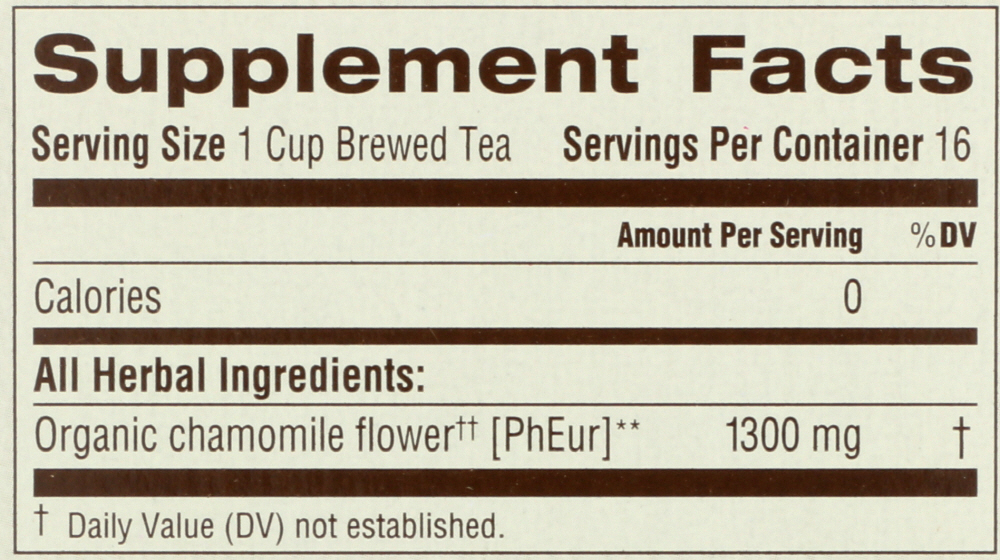 Supplement Facts
Serving Size 1 Cup Brewed Tea Servings Per Container 16
Amount Per Serving %DV
Calories 0
All Herbal Ingredients:
Organic chamomile flower†† [PhEur]** 1300 mg †
† Daily Value (DV) not established.